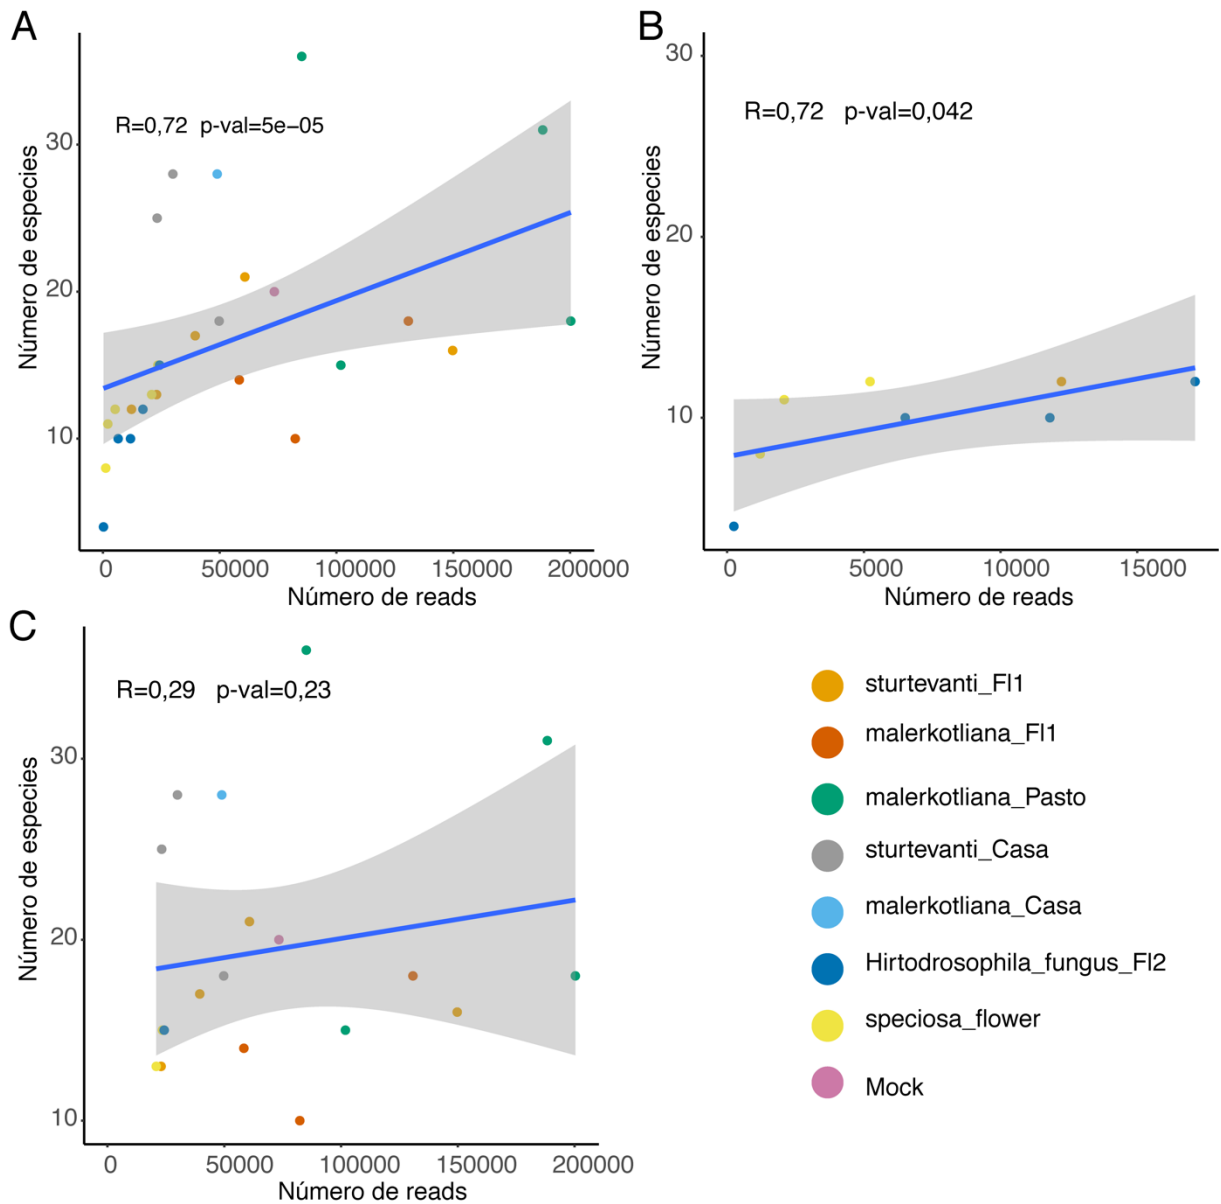 A
R=0,72 p-val=5e−05
Número de especies
30
20
10
0 50000 100000 150000 200000
Número de reads
B
R=0,72 p-val=0,042
Número de especies
30
20
10
0 5000 10000 15000
Número de reads
C
R=0,29 p-val=0,23
Número de especies
30
20
10
0 50000 100000 150000 200000
Número de reads
sturtevanti_Fl1
malerkotliana_Fl1
malerkotliana_Pasto
sturtevanti_Casa
malerkotliana_Casa
Hirtodrosophila_fungus_Fl2
speciosa_flower
Mock